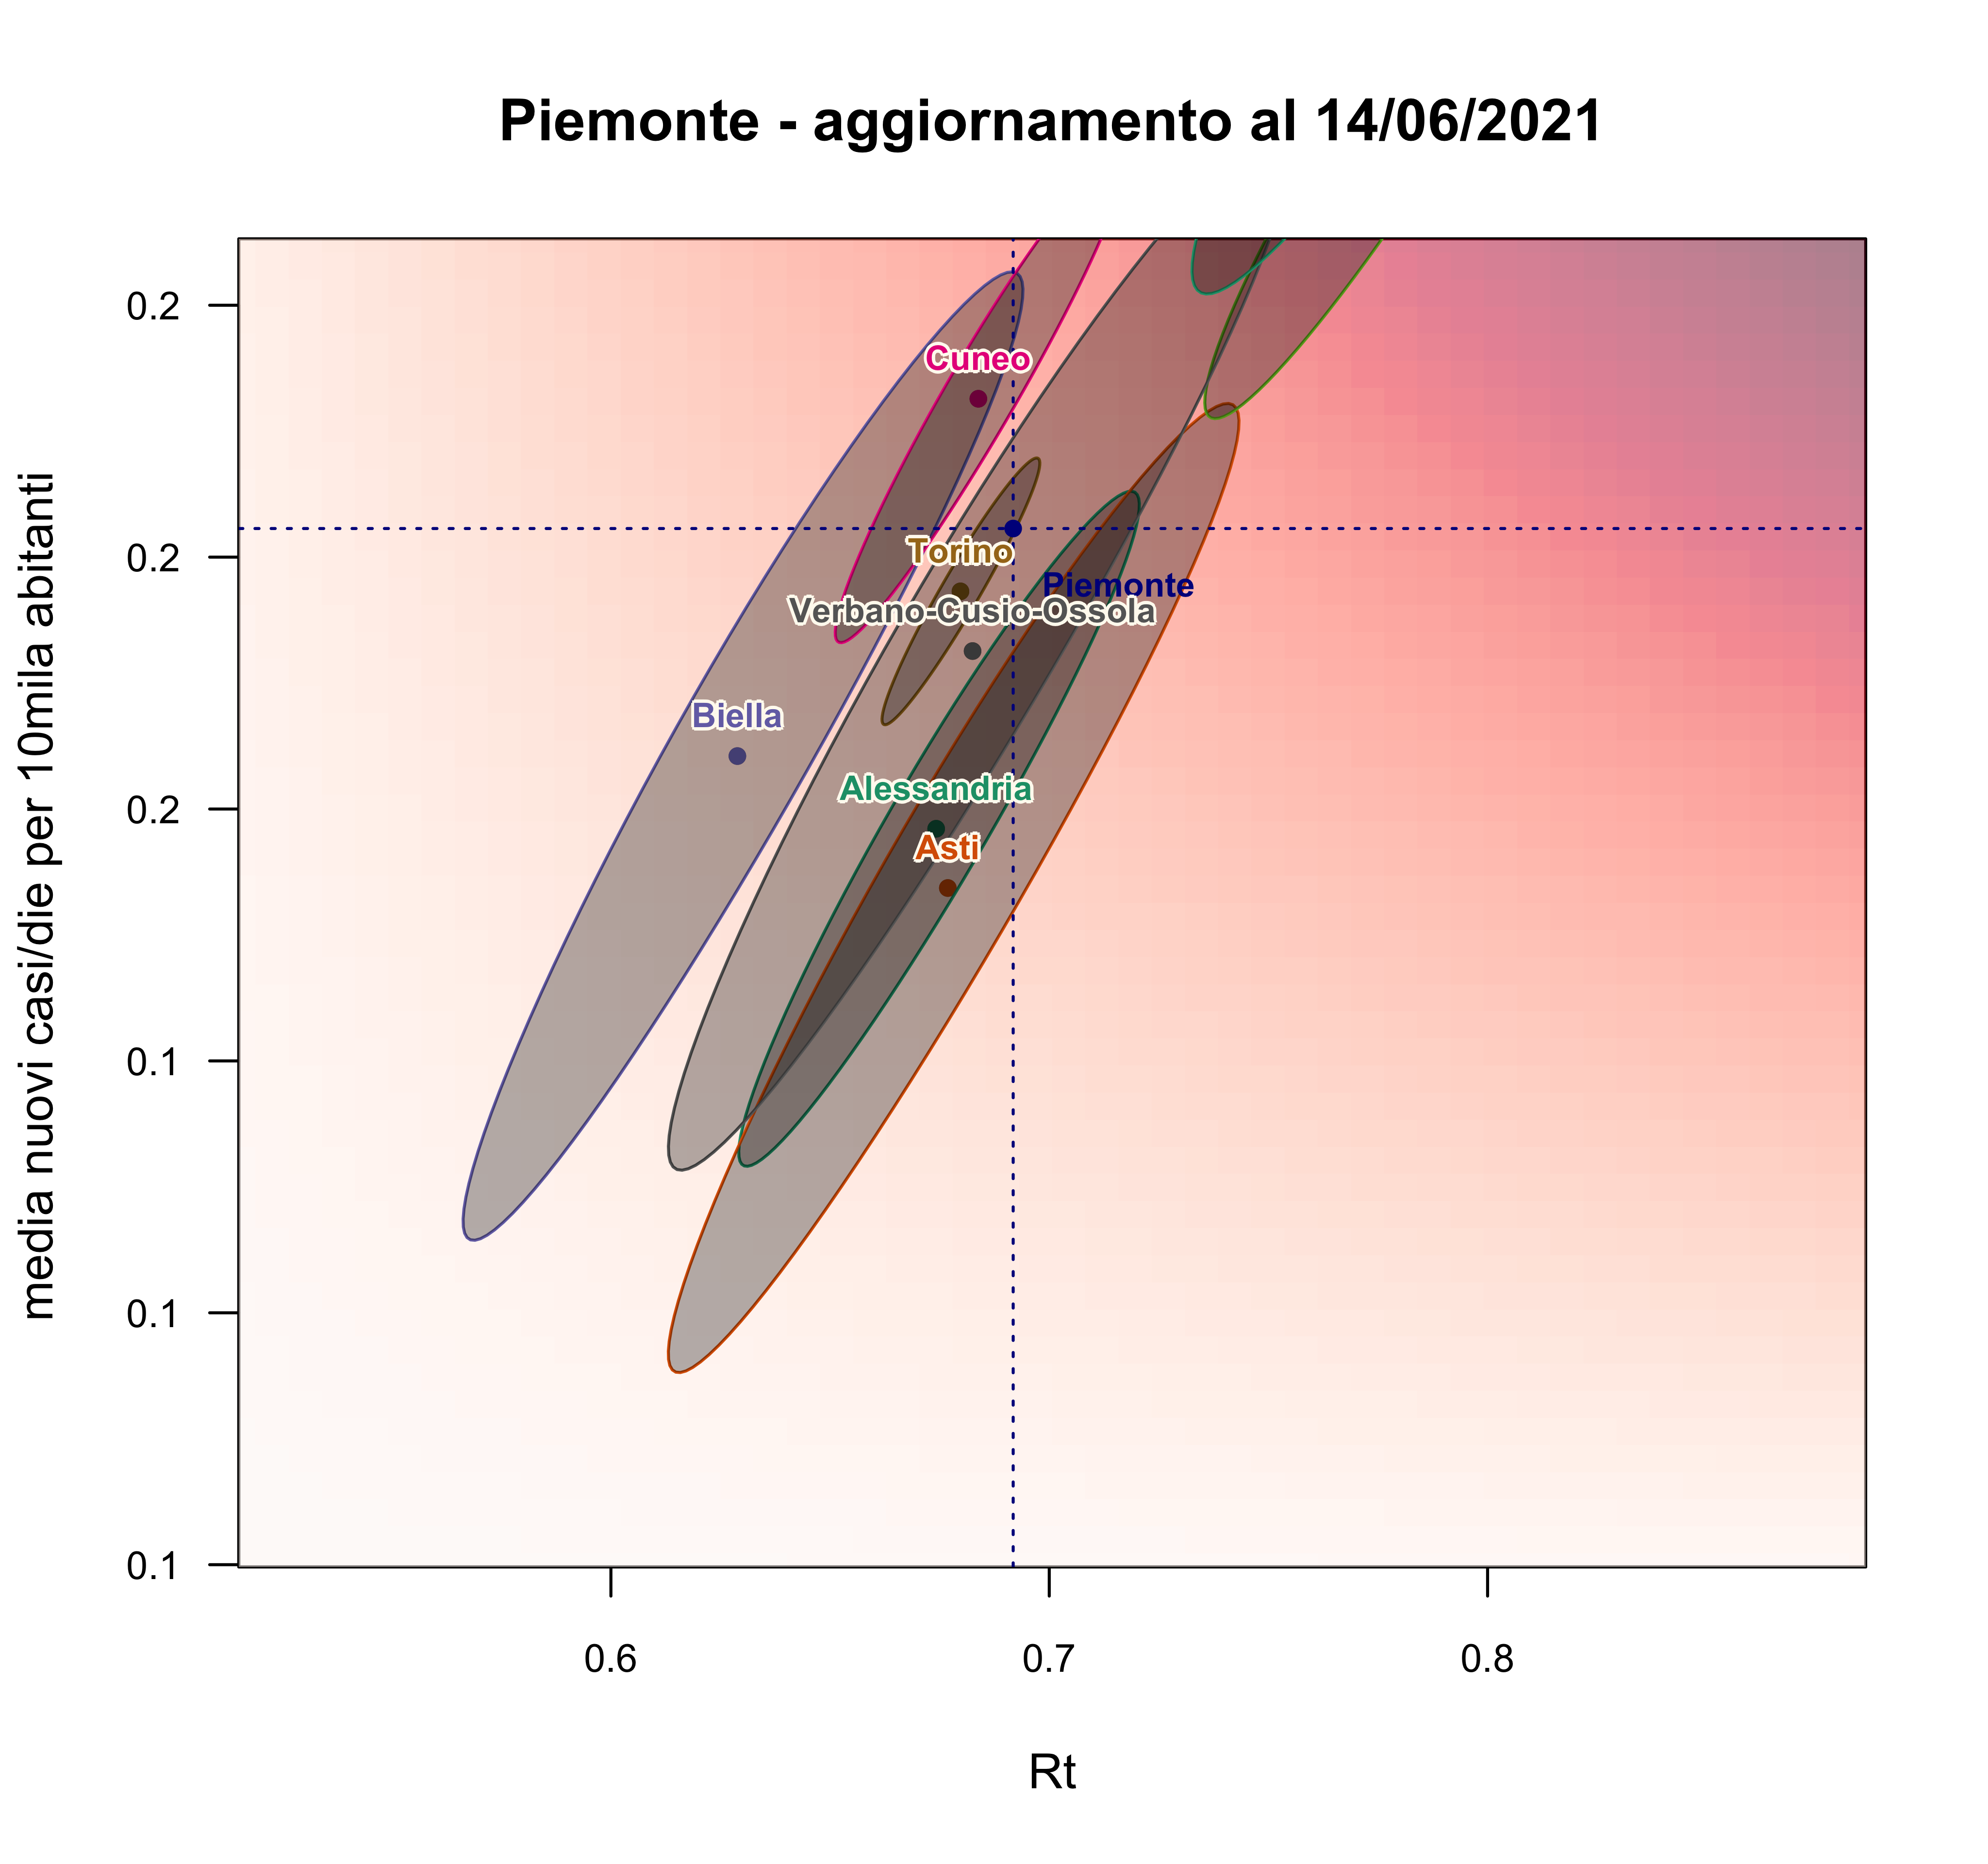 Piemonte - aggiornamento al 14/06/2021
media nuovi casi/die per 10mila abitanti
0.2
0.2
0.2
0.1
0.1
0.1
Cuneo
Torino
Piemonte
Verbano-Cusio-Ossola
Biella
Alessandria
Asti
0.6
0.7
0.8
Rt